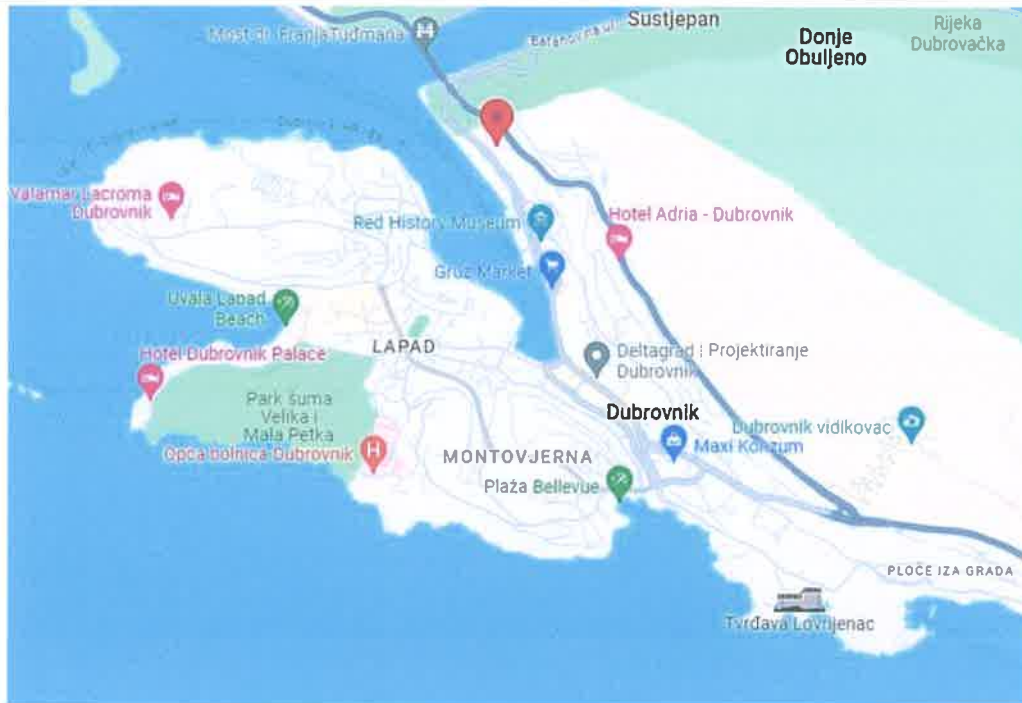 Most dr. Franja Tuđmana
Batahovina ul.
Sustjepan
Donje
Obuljeno
Rijeka
Dubrovačka
Valamar Lacroma
Dubrovnik
Red History Museum
Hotel Adria - Dubrovnik
Gruž Market
Uvala Lapad
Beach
LAPAD
Hotel Dubrovnik Palace
Deltagrad | Projektiranje
Dubrovnik
Park šuma
Velika i
Mala Petka
Dubrovnik
Dubrovnik vidikovac
Opća bolnica Dubrovnik
H
MONTOVJERNA
Maxi Konzum
Plaža Bellevue
PLOČE IZA GRADA
Tvrđava Lovrijenac